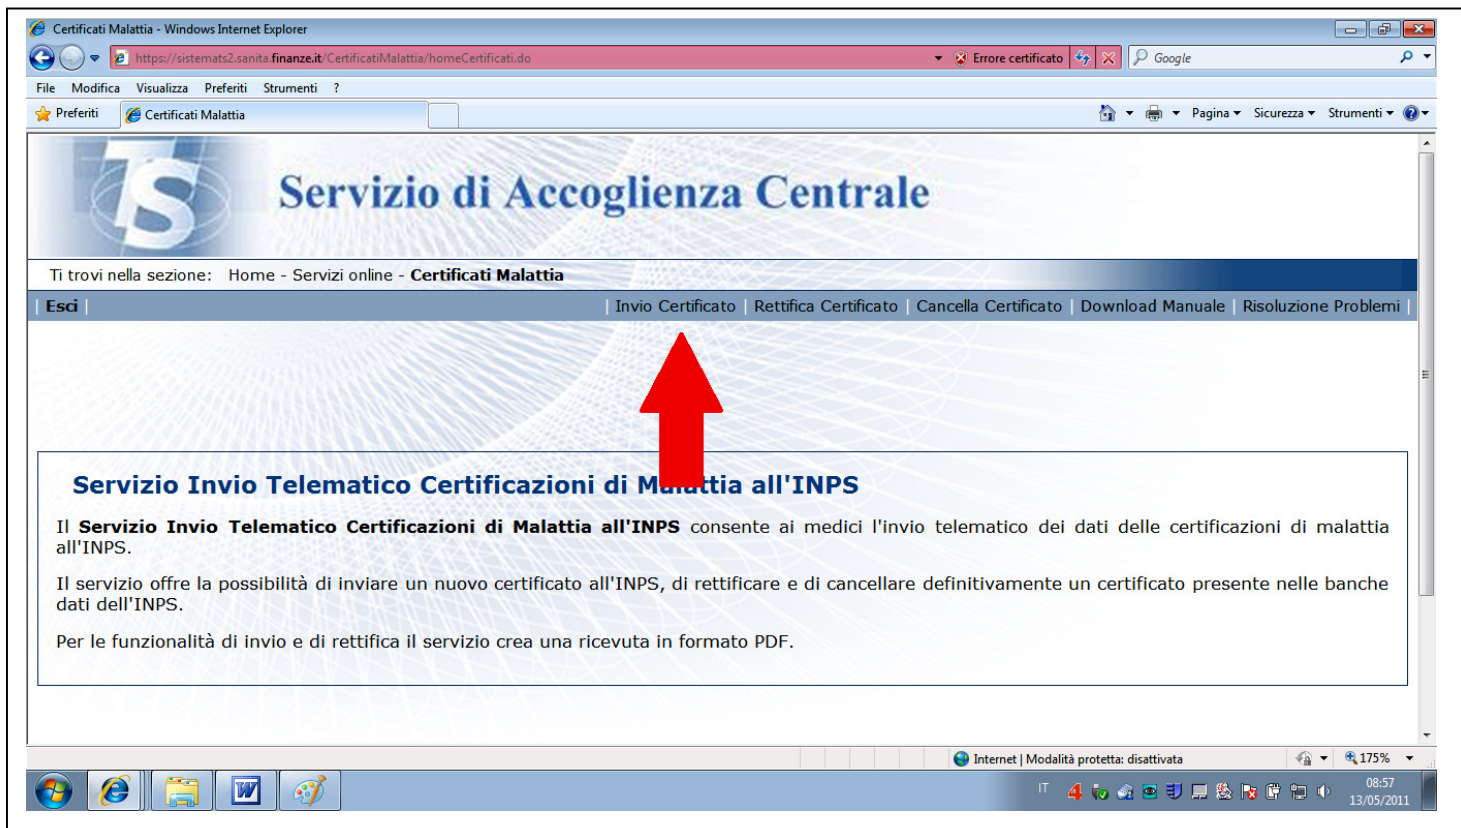 Certificati Malattia - Windows Internet Explorer
https://sistemats2.sanita.finanze.it/CertificatiMalattia/homeCertificati.do
Errore certificato
Google
File Modifica Visualizza Preferiti Strumenti ?
Preferiti Certificati Malattia Pagina Sicurezza Strumenti
TS
Servizio di Accoglienza Centrale
Ti trovi nella sezione: Home - Servizi online - Certificati Malattia
| Esci | | Invio Certificato | Rettifica Certificato | Cancella Certificato | Download Manuale | Risoluzione Problemi |
Servizio Invio Telematico Certificazioni di Malattia all'INPS
Il Servizio Invio Telematico Certificazioni di Malattia all'INPS consente ai medici l'invio telematico dei dati delle certificazioni di malattia
all'INPS.
Il servizio offre la possibilità di inviare un nuovo certificato all'INPS, di rettificare e di cancellare definitivamente un certificato presente nelle banche
dati dell'INPS.
Per le funzionalità di invio e di rettifica il servizio crea una ricevuta in formato PDF.
Internet | Modalità protetta: disattivata
175%
IT
08:57
13/05/2011